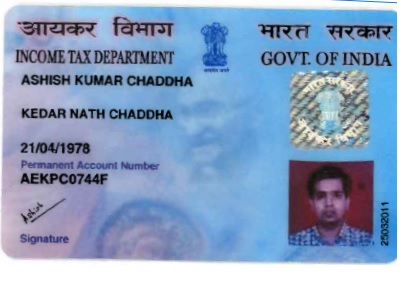 आयकर विभाग
भारत सरकार
INCOME TAX DEPARTMENT
GOVT. OF INDIA
ASHISH KUMAR CHADDHA
KEDAR NATH CHADDHA
21/04/1978
Permanent Account Number
AEKPC0744F
Ashish
Signature
25032011